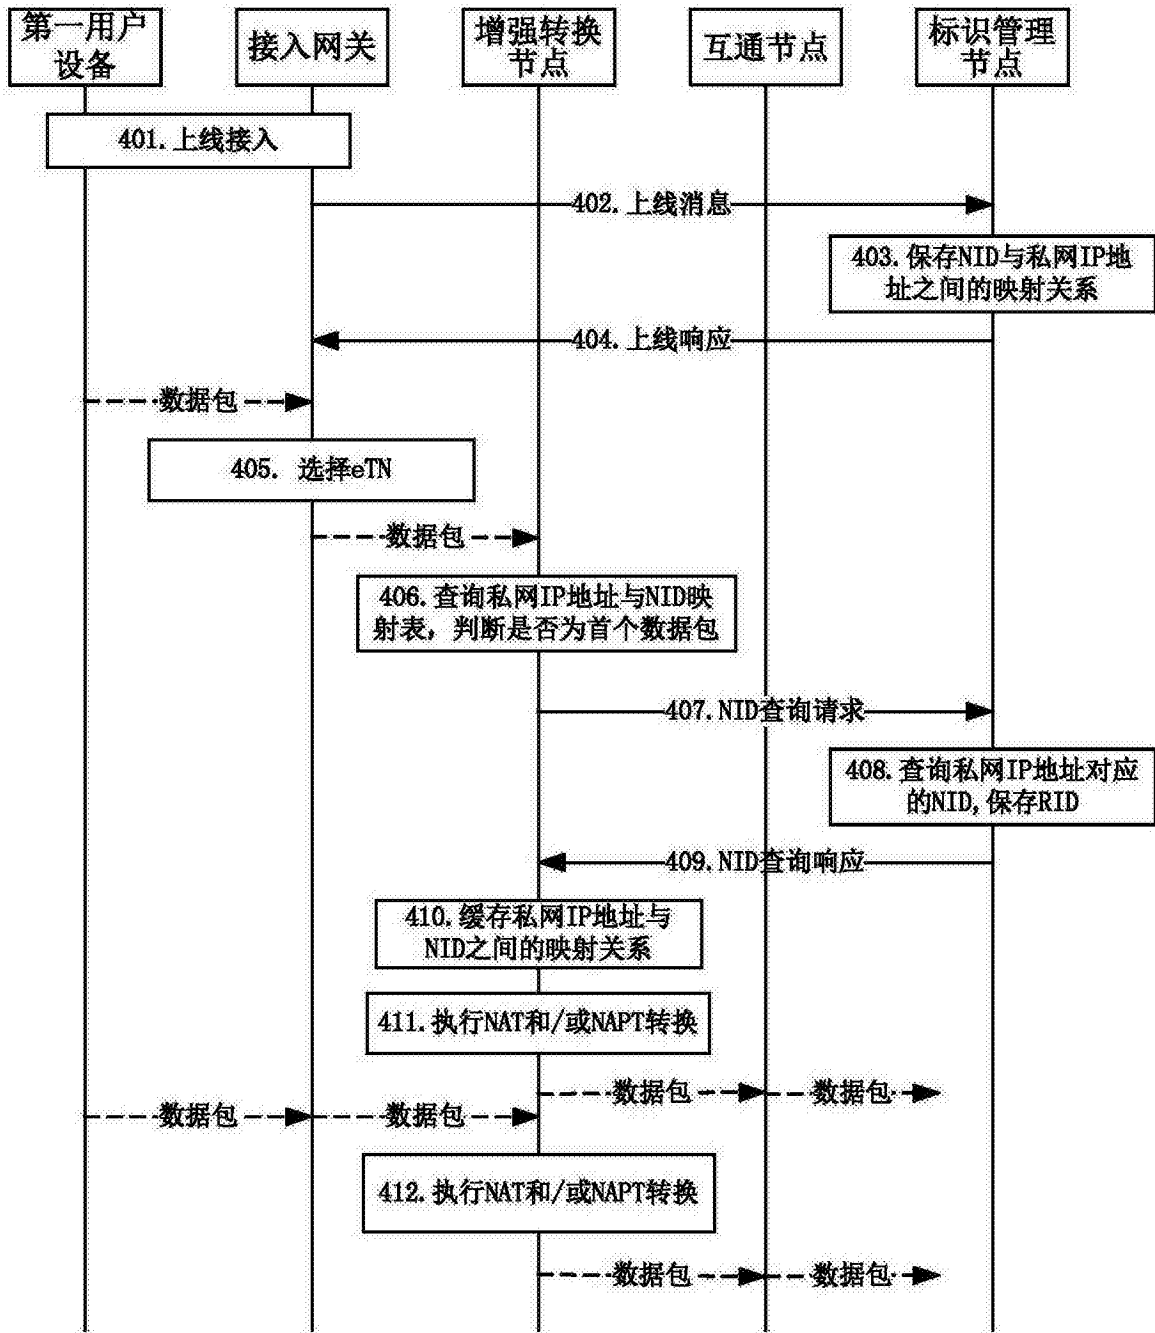 第一用户
设备
接入网关
增强转换
节点
互通节点
标识管理
节点
401.上线接入
402.上线消息
403.保存NID与私网IP地
址之间的映射关系
404.上线响应
数据包
405. 选择eTN
数据包
406.查询私网IP地址与NID映
射表，判断是否为首个数据包
407.NID查询请求
408.查询私网IP地址对应
的NID,保存RID
409.NID查询响应
410.缓存私网IP地址与
NID之间的映射关系
411.执行NAT和/或NAPT转换
数据包
数据包
数据包
数据包
412.执行NAT和/或NAPT转换
数据包
数据包